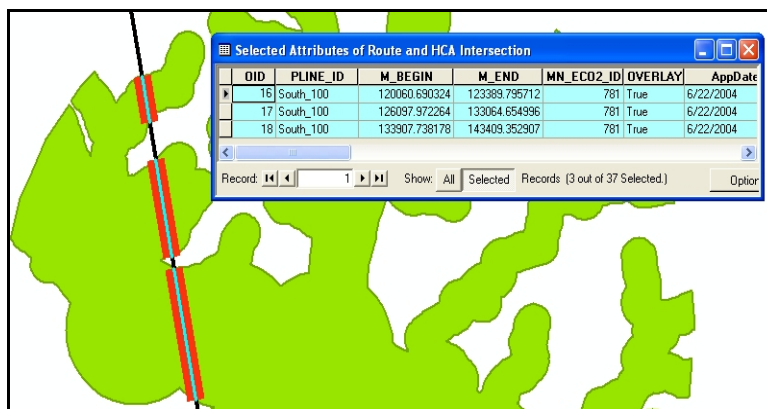 Selected Attributes of Route and HCA Intersection
OID PLINE_ID M_BEGIN M_END MN_ECO2_ID OVERLAY AppDate
16 South_100 120060.690324 123389.795712 781 True 6/22/2004
17 South_100 126097.972264 133064.654996 781 True 6/22/2004
18 South_100 133907.738178 143409.352907 781 True 6/22/2004
Record: 1 Show: All Selected Records (3 out of 37 Selected.) Option